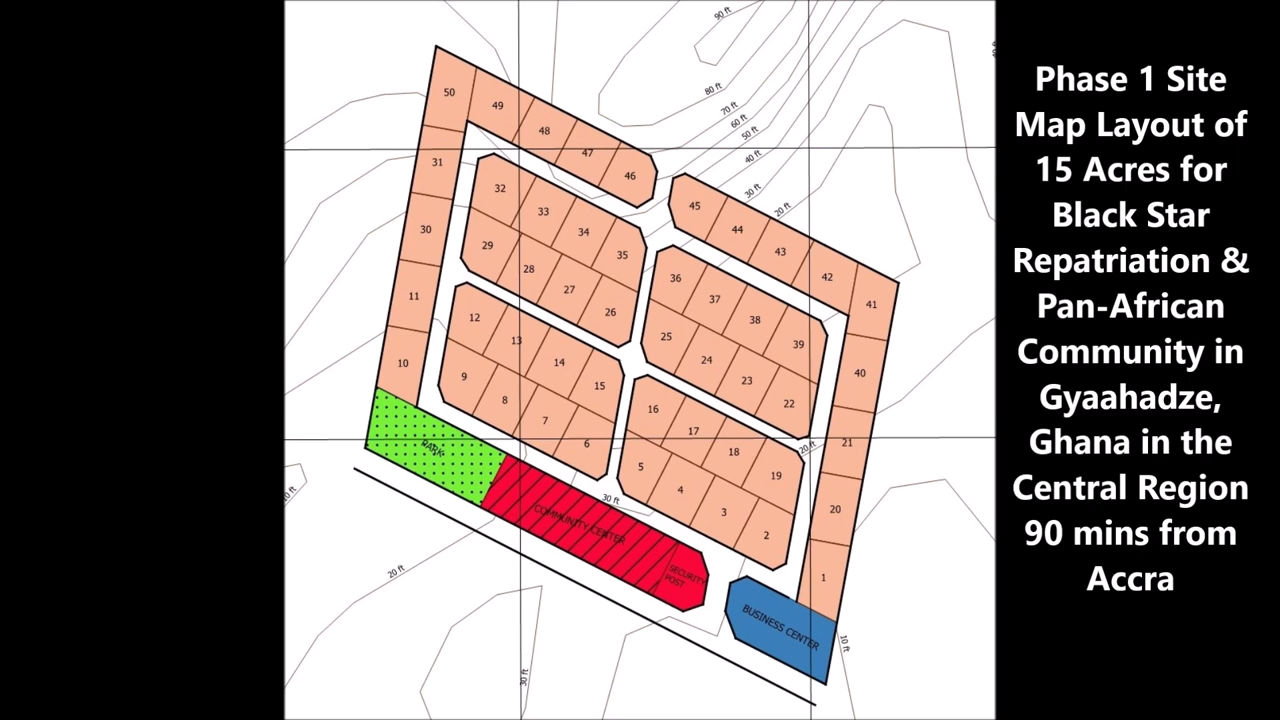 Phase 1 Site
Map Layout of
15 Acres for
Black Star
Repatriation &
Pan-African
Community in
Gyaahadze,
Ghana in the
Central Region
90 mins from
Accra
90 ft
80 ft
70 ft
60 ft
50 ft
40 ft
30 ft
20 ft
50
49
48
47
46
45
44
43
42
41
31
32
33
34
35
36
37
38
39
40
30
29
28
27
26
25
24
23
22
21
11
12
13
14
15
16
17
18
19
20
10
9
8
7
6
5
4
3
2
1
20 ft
PARK
COMMUNITY CENTER
SECURITY
POST
BUSINESS CENTER
30 ft
10 ft
20 ft
30 ft
10 ft